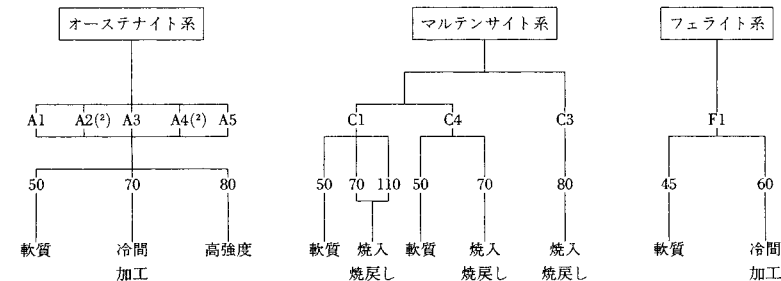 オーステナイト系 マルテンサイト系 フェライト系
A1 A2(²) A3 A4(²) A5 C1 C4 C3 F1
50 70 80 50 70 110 50 70 80 45 60
軟質 冷間 高強度 軟質 焼入 軟質 焼入 焼入 軟質 冷間
加工 焼戻し 焼戻し 焼戻し 加工